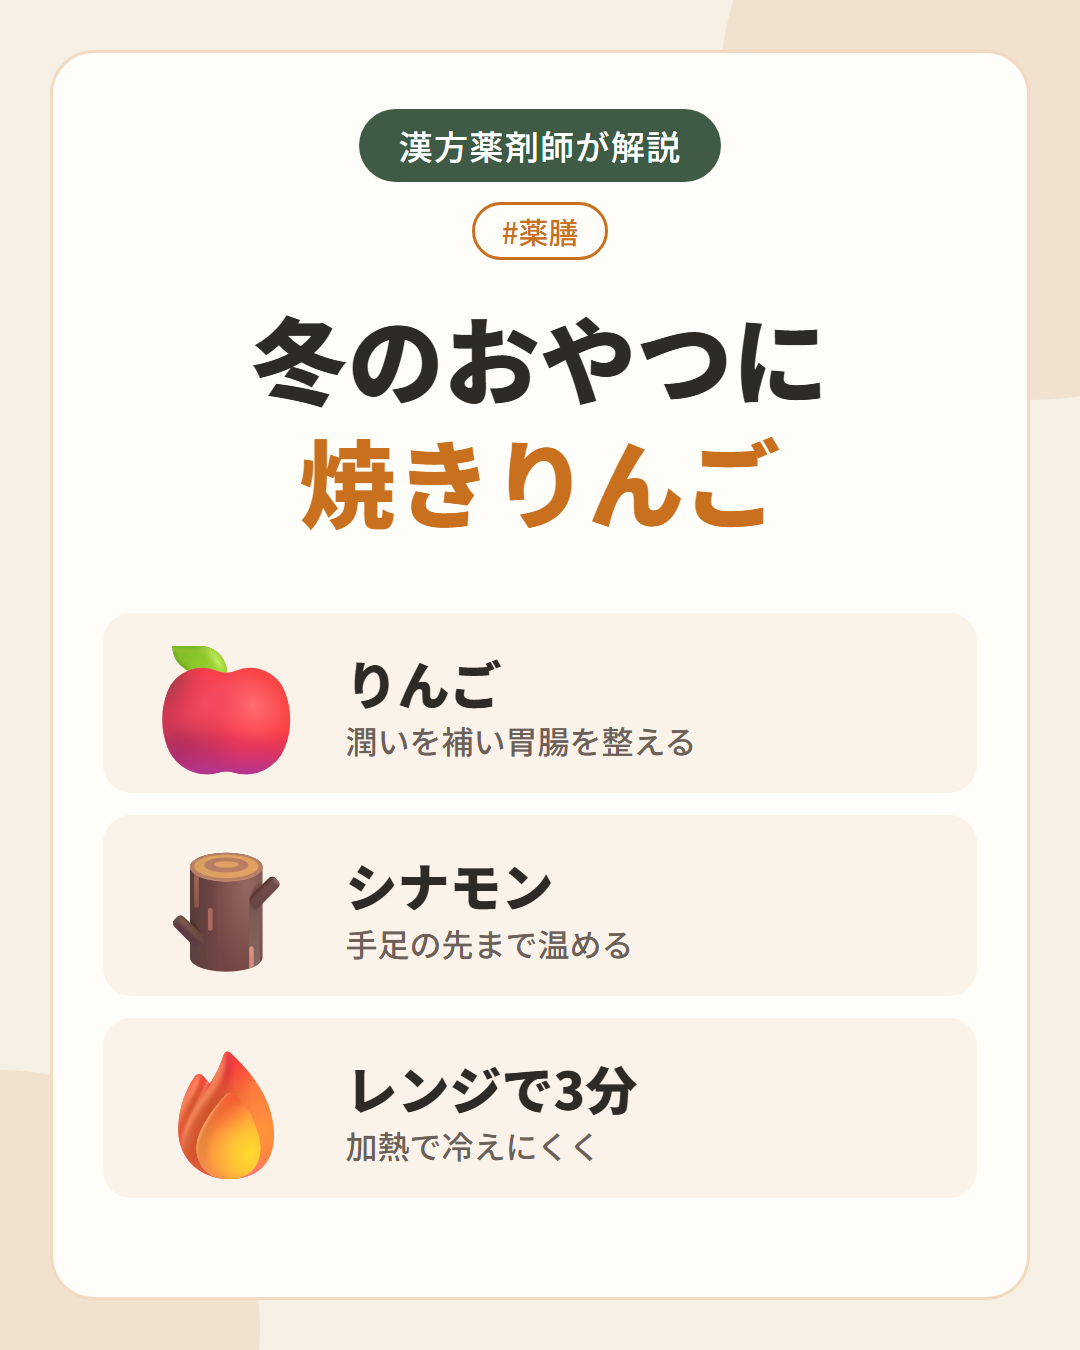 漢方薬剤師が解説
#薬膳
冬のおやつに
焼きりんご
りんご
潤いを補い胃腸を整える
シナモン
手足の先まで温める
レンジで3分
加熱で冷えにくく